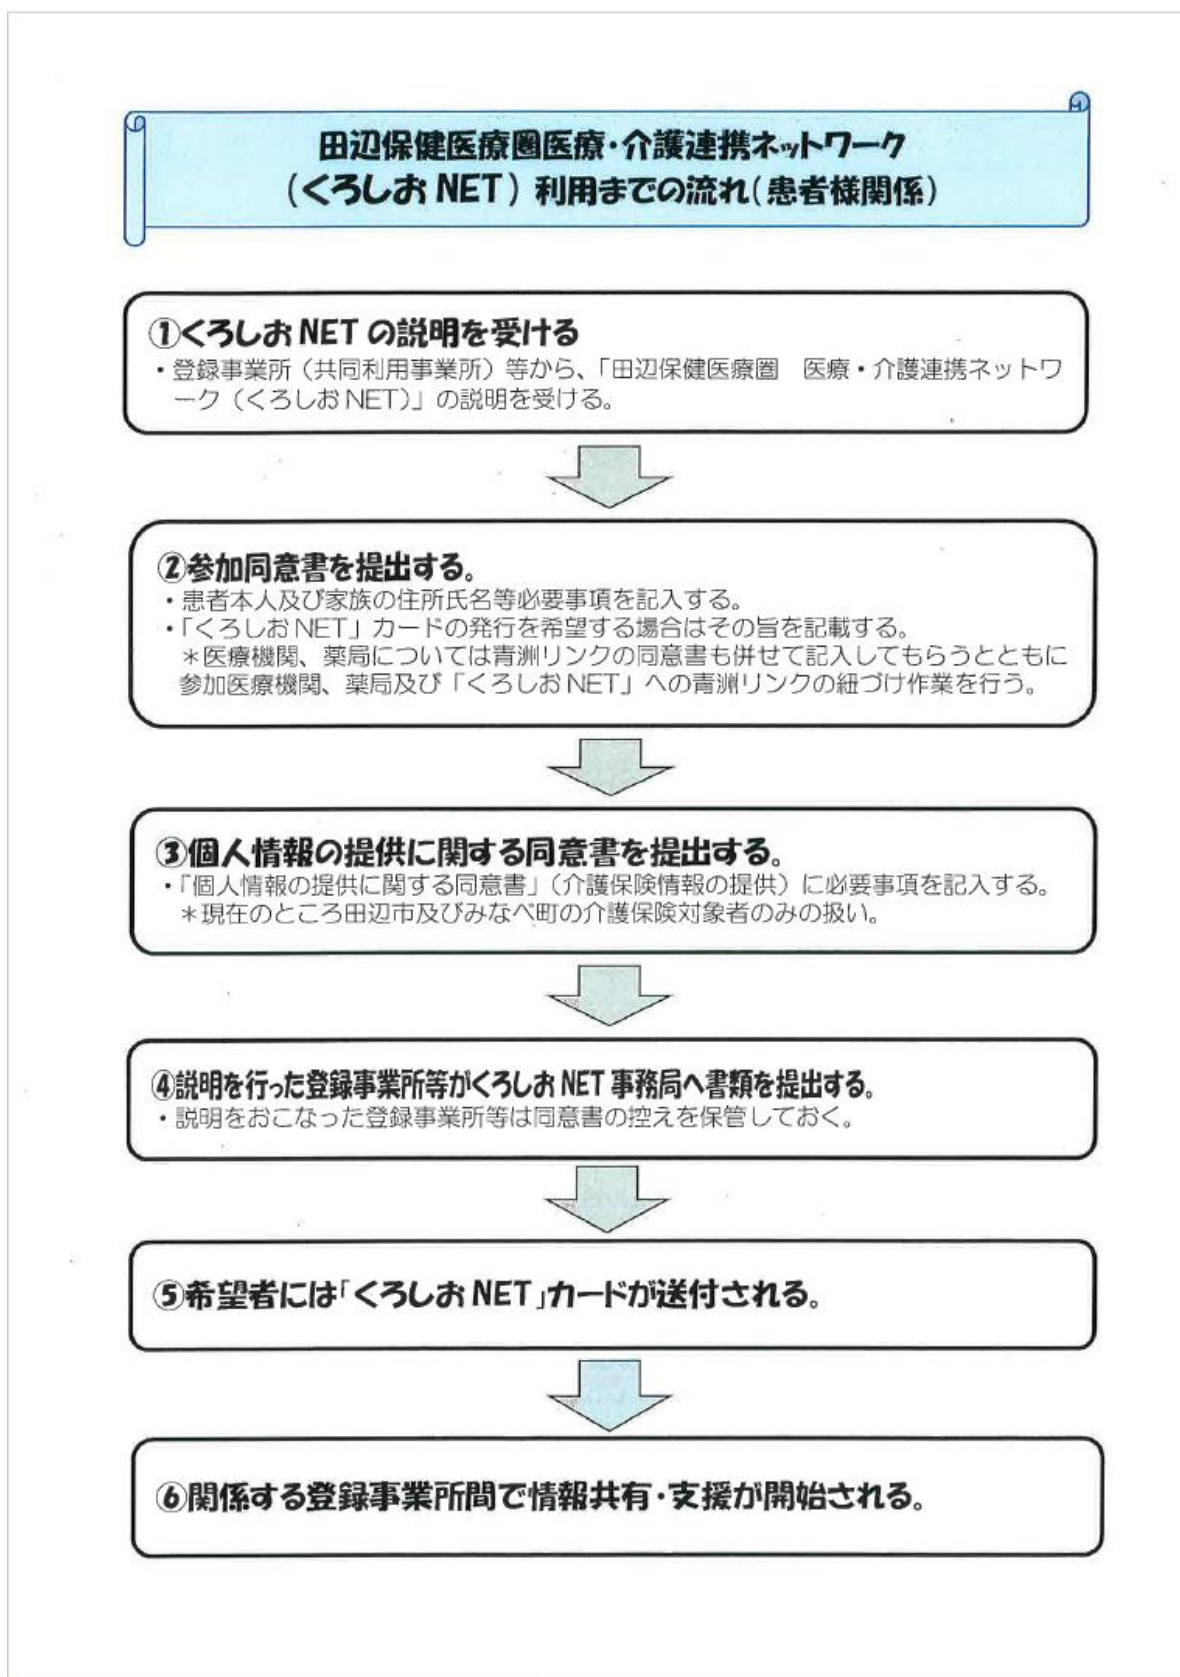 田辺保健医療圏医療・介護連携ネットワーク
(くろしおNET) 利用までの流れ(患者様関係)
①くろしおNETの説明を受ける
・登録事業所(共同利用事業所)等から、「田辺保健医療圏　医療・介護連携ネットワ
ーク(くろしおNET)」の説明を受ける。
②参加同意書を提出する。
・患者本人及び家族の住所氏名等必要事項を記入する。
・「くろしおNET」カードの発行を希望する場合はその旨を記載する。
＊医療機関、薬局については青洲リンクの同意書も併せて記入してもらうとともに
参加医療機関、薬局及び「くろしおNET」への青洲リンクの紐づけ作業を行う。
③個人情報の提供に関する同意書を提出する。
・「個人情報の提供に関する同意書」(介護保険情報の提供)に必要事項を記入する。
＊現在のところ田辺市及びみなべ町の介護保険対象者のみの扱い。
④説明を行った登録事業所等がくろしおNET事務局へ書類を提出する。
・説明をおこなった登録事業所等は同意書の控えを保管しておく。
⑤希望者には「くろしおNET」カードが送付される。
⑥関係する登録事業所間で情報共有・支援が開始される。